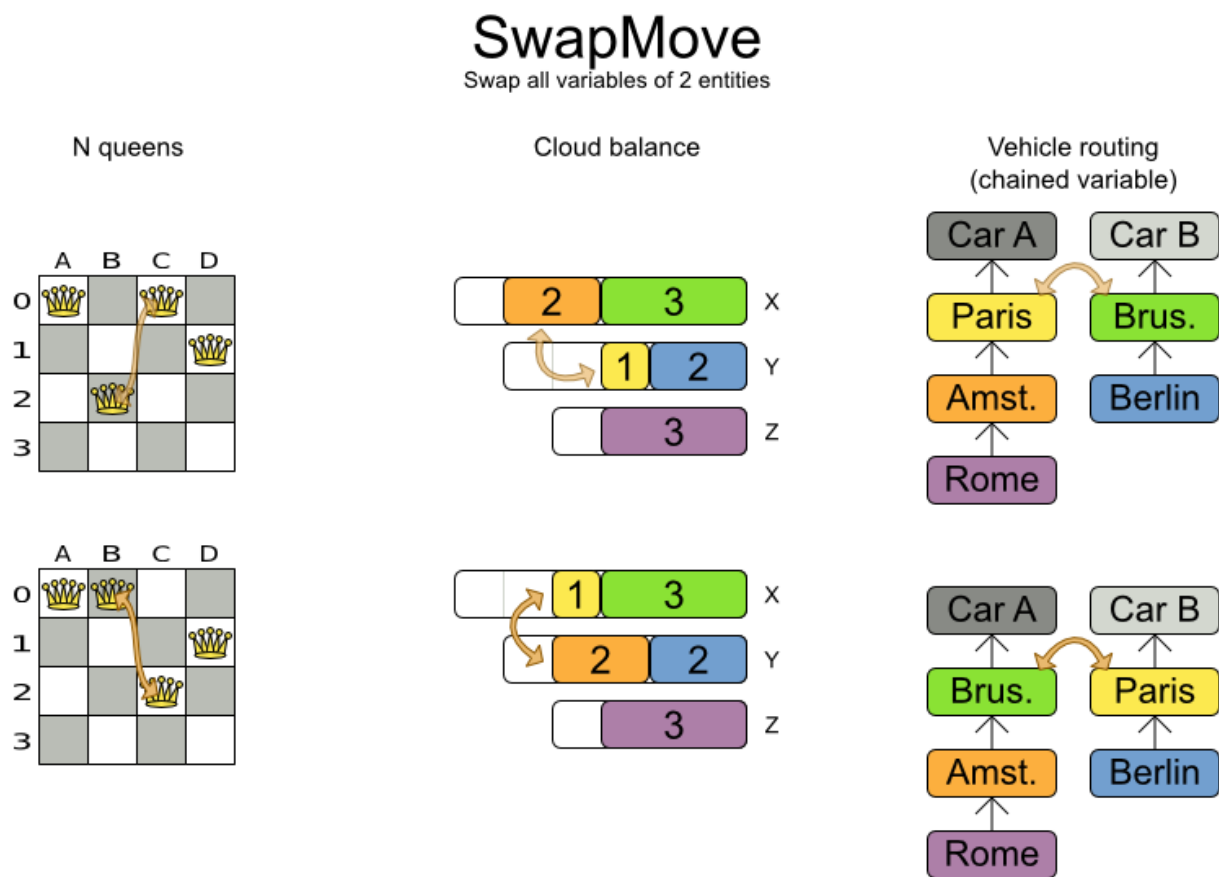 SwapMove
Swap all variables of 2 entities
N queens
Cloud balance
Vehicle routing
(chained variable)
A B C D
0
1
2
3
2 3 X
1 2 Y
3 Z
Car A Car B
Paris Brus.
Amst. Berlin
Rome
A B C D
0
1
2
3
1 3 X
2 2 Y
3 Z
Car A Car B
Brus. Paris
Amst. Berlin
Rome